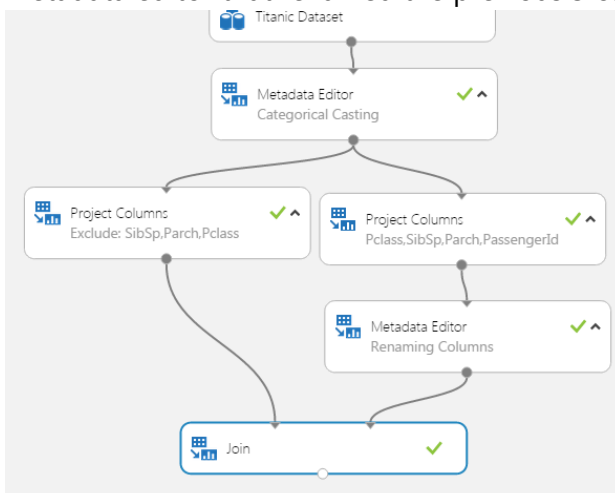 Titanic Dataset
Metadata Editor
Categorical Casting
Project Columns
Exclude: SibSp,Parch,Pclass
Project Columns
Pclass,SibSp,Parch,PassengerId
Metadata Editor
Renaming Columns
Join